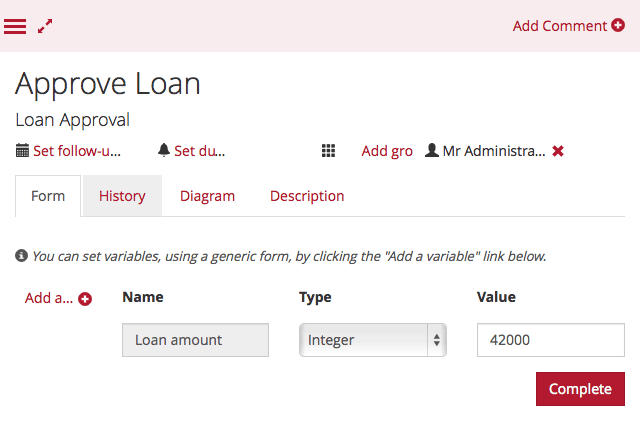 Add Comment
Approve Loan
Loan Approval
Set follow-u... Set du... Add gro Mr Administra...
Form History Diagram Description
You can set variables, using a generic form, by clicking the "Add a variable" link below.
Add a... Name Type Value
Loan amount Integer 42000
Complete